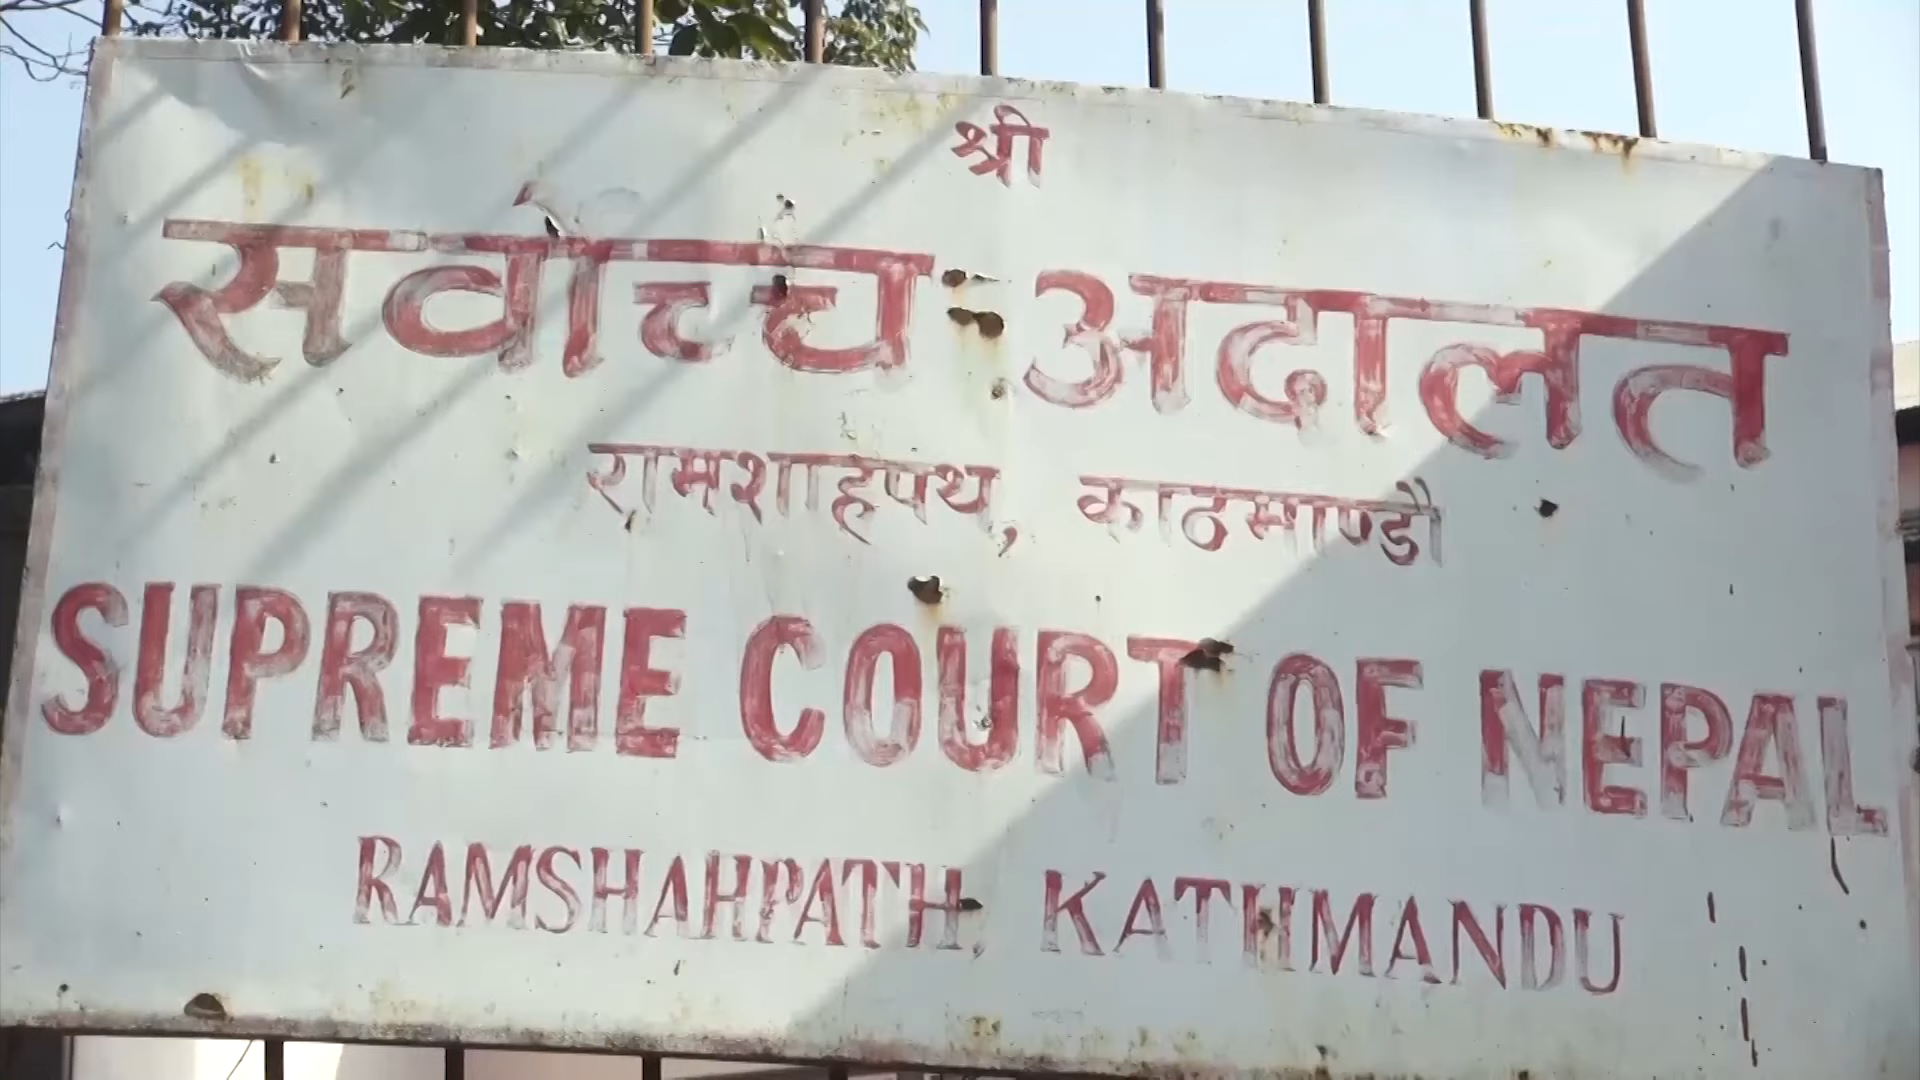 श्री
सर्वोच्च अदालत
रामशाहपथ, काठमाण्डौ
SUPREME COURT OF NEPAL
RAMSHAHPATH, KATHMANDU